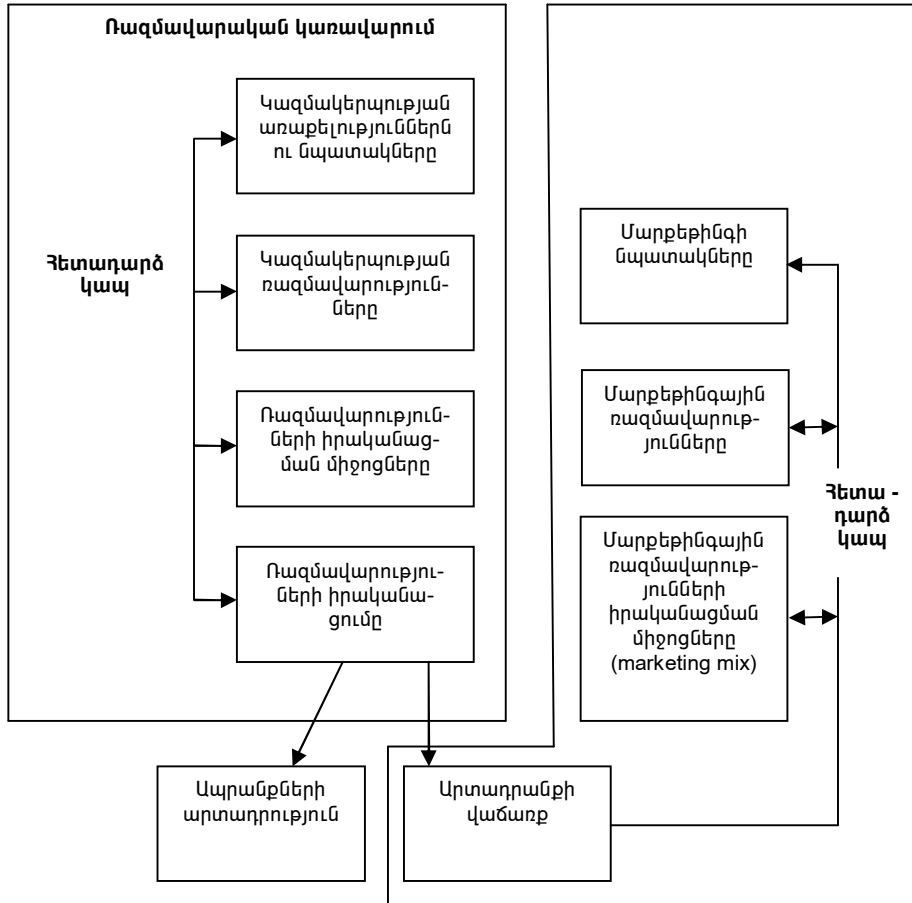 Ռազմավարական կառավարում
Կազմակերպության
առաքելություններն
ու նպատակները
Հետադարձ
կապ
Կազմակերպության
ռազմավարություն-
ները
Ռազմավարություն-
ների իրականաց-
ման միջոցները
Ռազմավարությու-
ների իրականա-
ցումը
Ապրանքների
արտադրություն
Արտադրանքի
վաճառք
Մարքեթինգի
նպատակները
Մարքեթինգային
ռազմավարութ-
յունները
Հետա -
դարձ
կապ
Մարքեթինգային
ռազմավարութ-
յունների
իրականացման
միջոցները
(marketing mix)